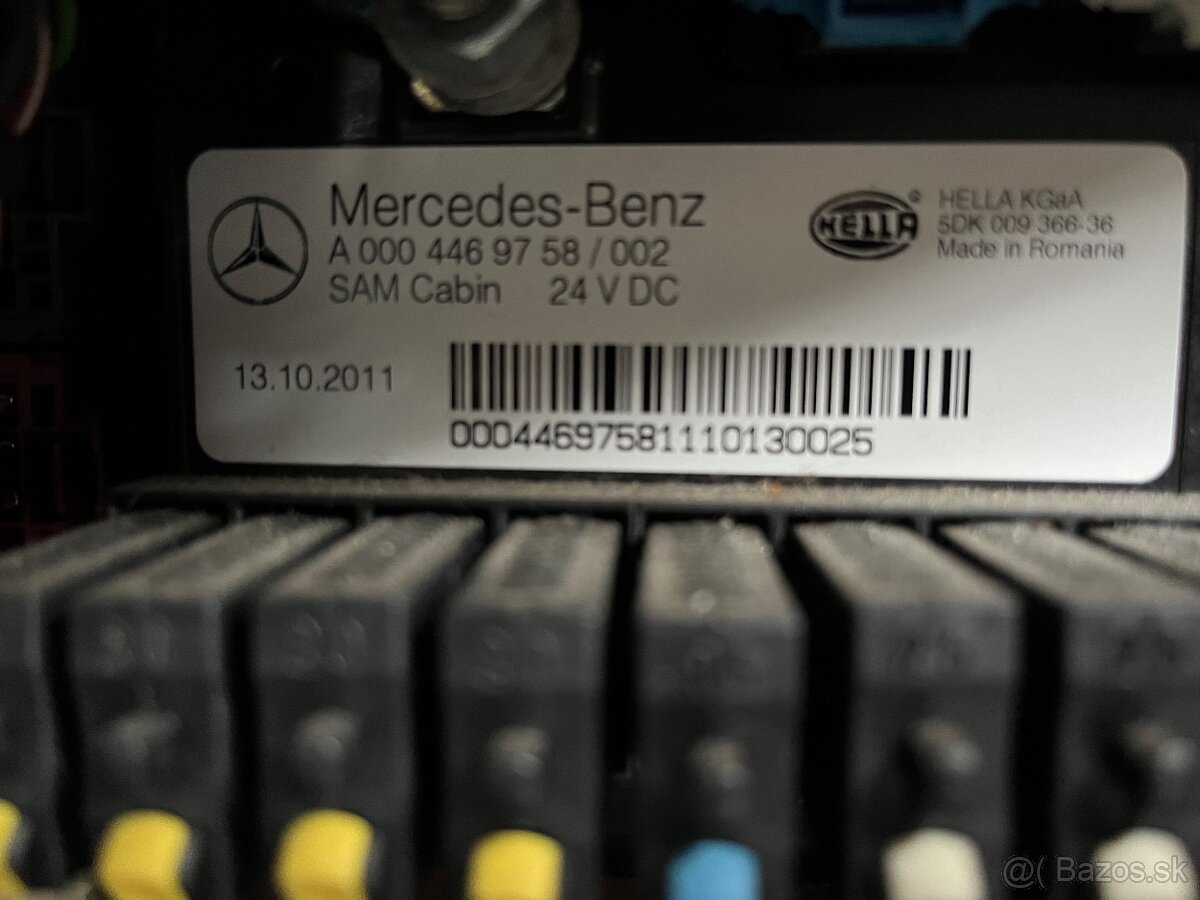 Mercedes-Benz
A 000 446 97 58 / 002
SAM Cabin 24 V DC
HELLA
®
HELLA KGaA
5DK 009 366-36
Made in Romania
13.10.2011
00044697581110130025
@( Bazos.sk